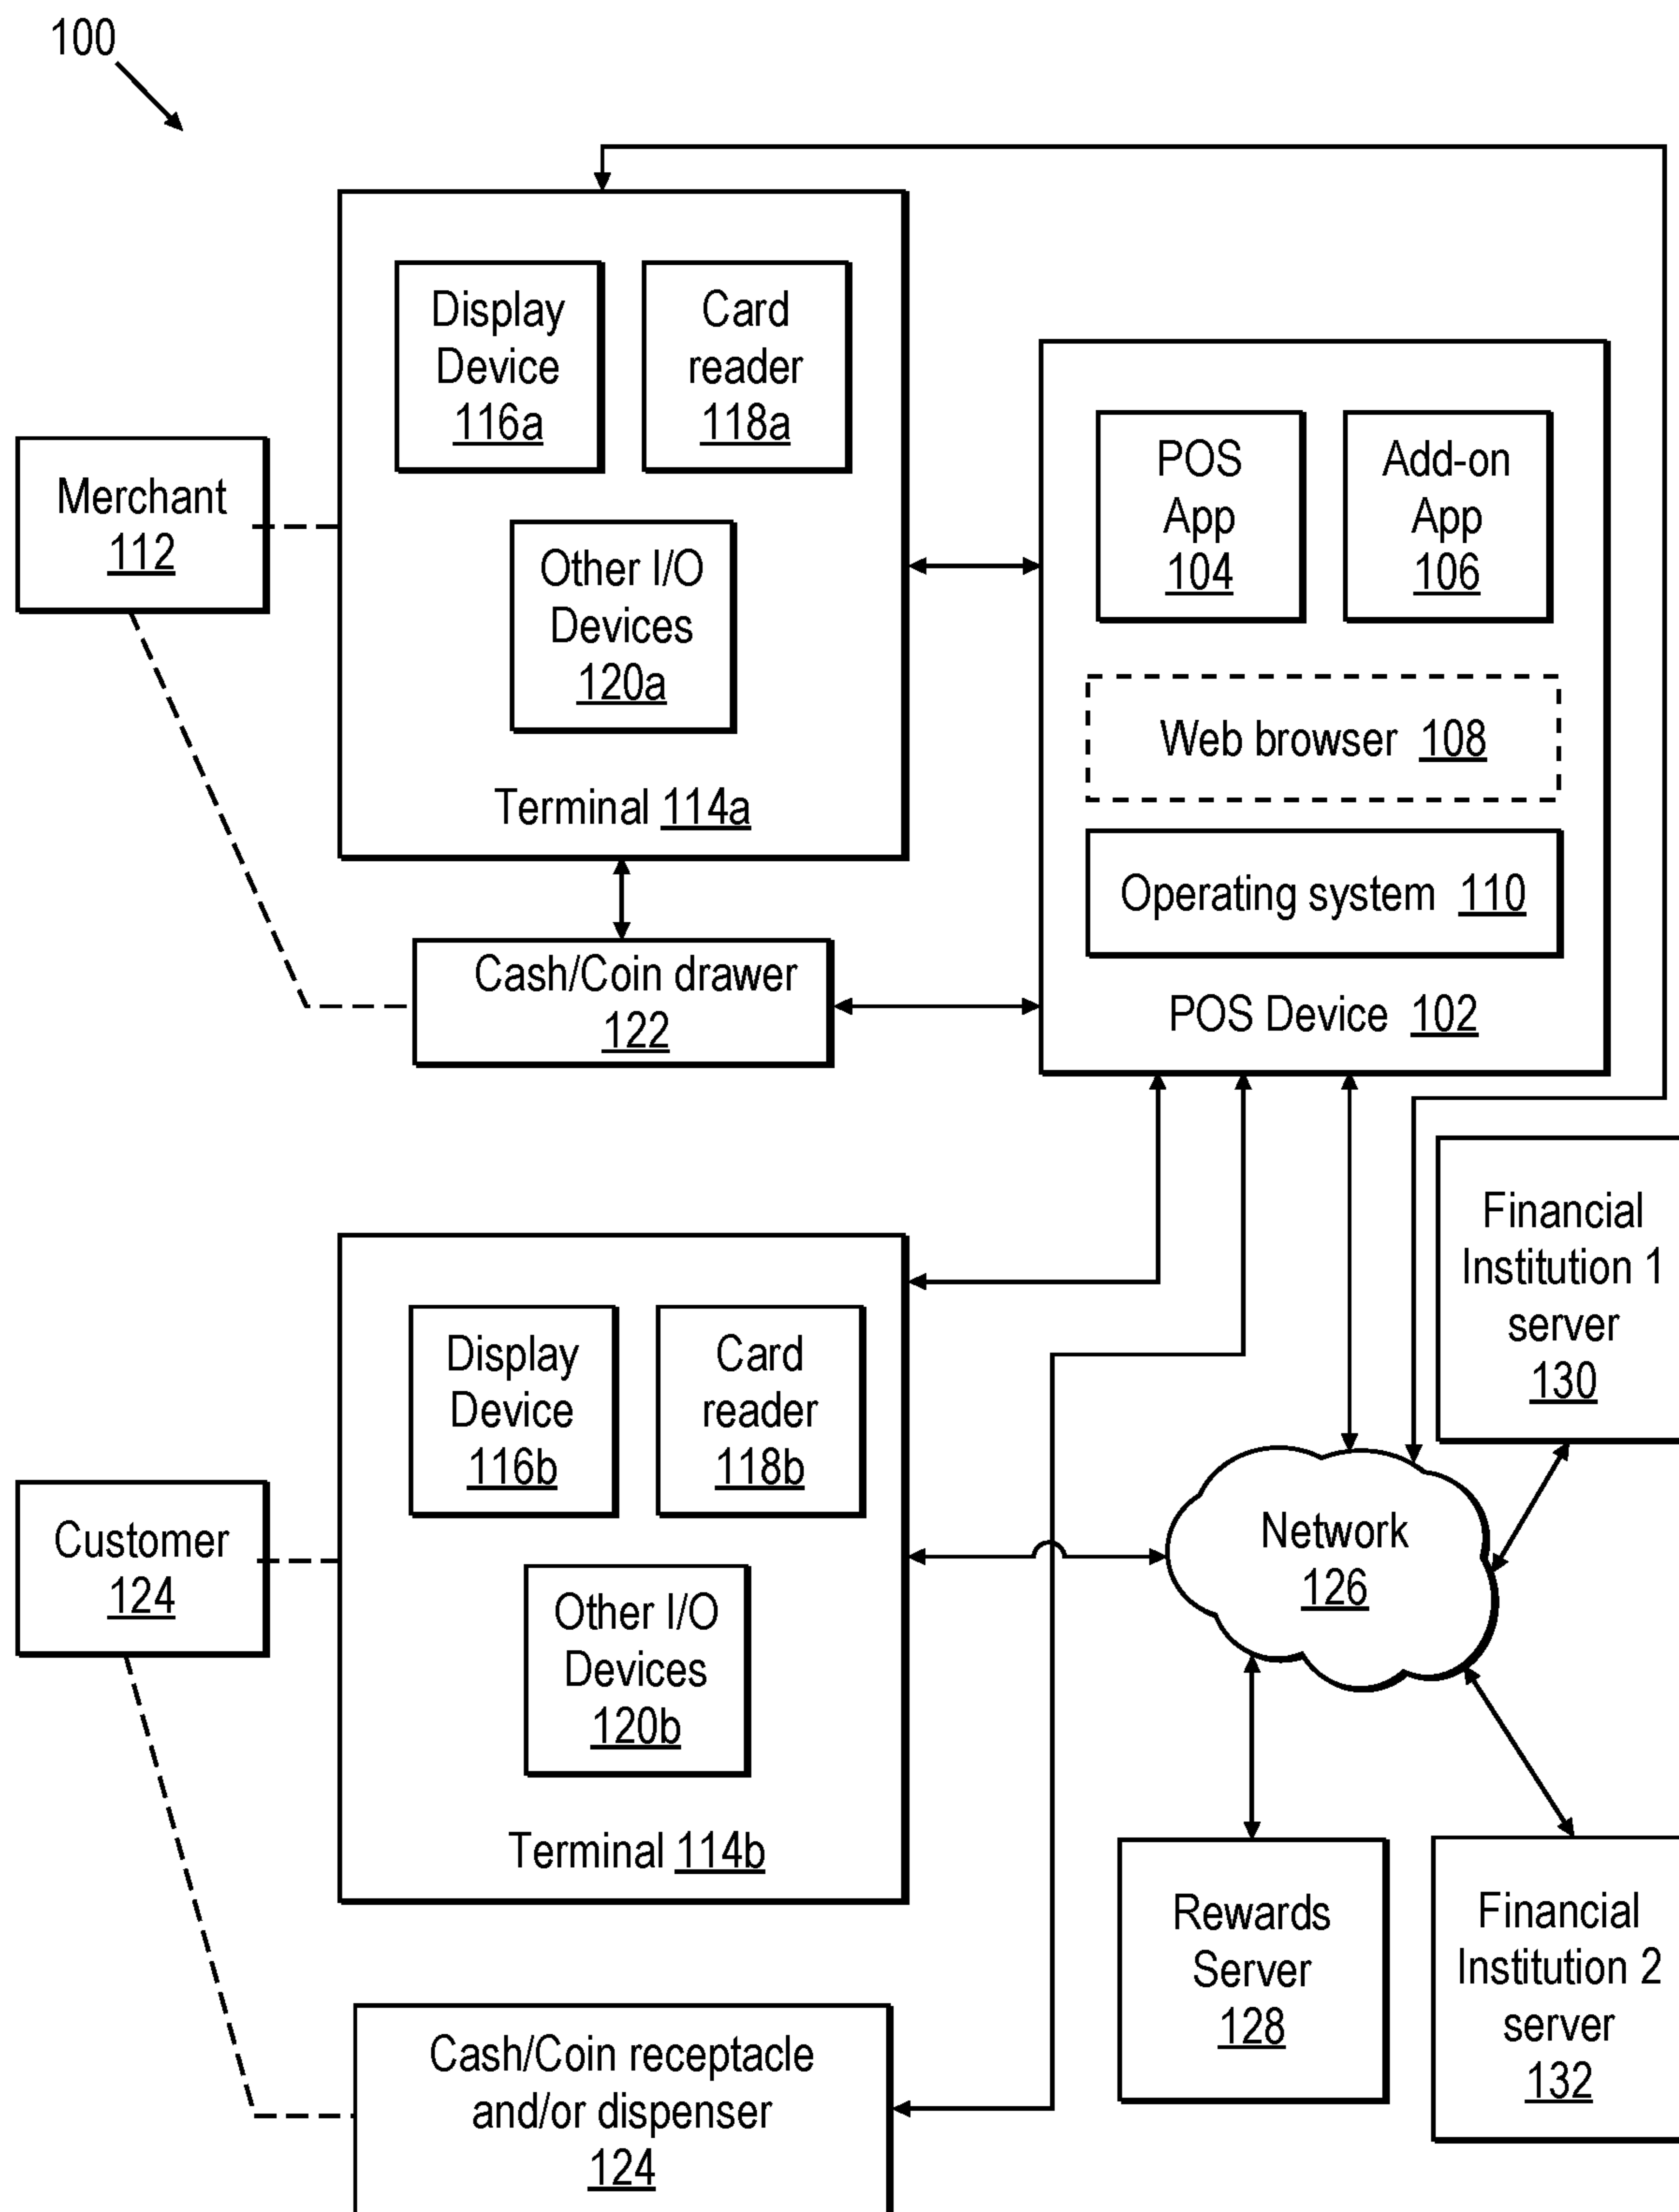 100
Display
Device
116a
Card
reader
118a
Other I/O
Devices
120a
Terminal 114a
Merchant
112
POS
App
104
Add-on
App
106
Web browser 108
Operating system 110
POS Device 102
Cash/Coin drawer
122
Financial
Institution 1
server
130
Display
Device
116b
Card
reader
118b
Other I/O
Devices
120b
Terminal 114b
Customer
124
Network
126
Rewards
Server
128
Financial
Institution 2
server
132
Cash/Coin receptacle
and/or dispenser
124